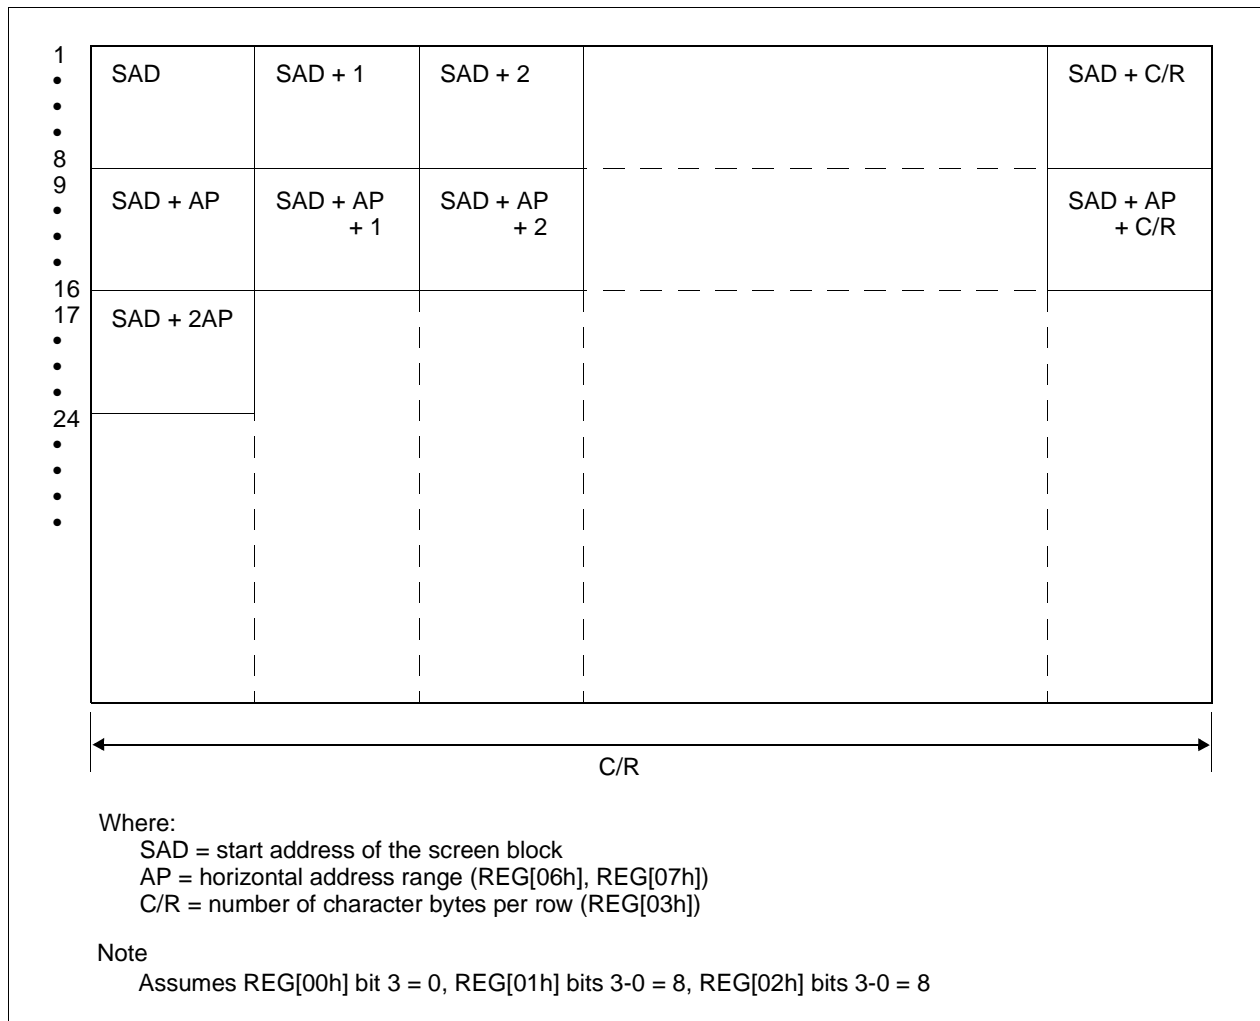 1
•
•
•
8
9
•
•
•
16
17
•
•
•
24
•
•
•
•
SAD SAD + 1 SAD + 2 SAD + C/R
SAD + AP SAD + AP SAD + AP SAD + AP
+ 1 + 2 + C/R
SAD + 2AP
C/R
Where:
SAD = start address of the screen block
AP = horizontal address range (REG[06h], REG[07h])
C/R = number of character bytes per row (REG[03h])
Note
Assumes REG[00h] bit 3 = 0, REG[01h] bits 3-0 = 8, REG[02h] bits 3-0 = 8